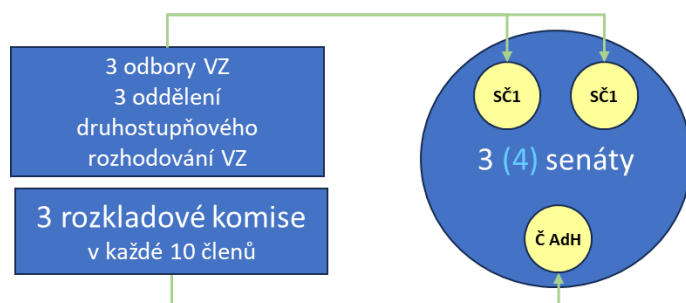 3 odbory VZ
3 oddělení
druhostupňového
rozhodování VZ
3 rozkladové komise
v každé 10 členů
SČ1
SČ1
3 (4) senáty
Č AdH